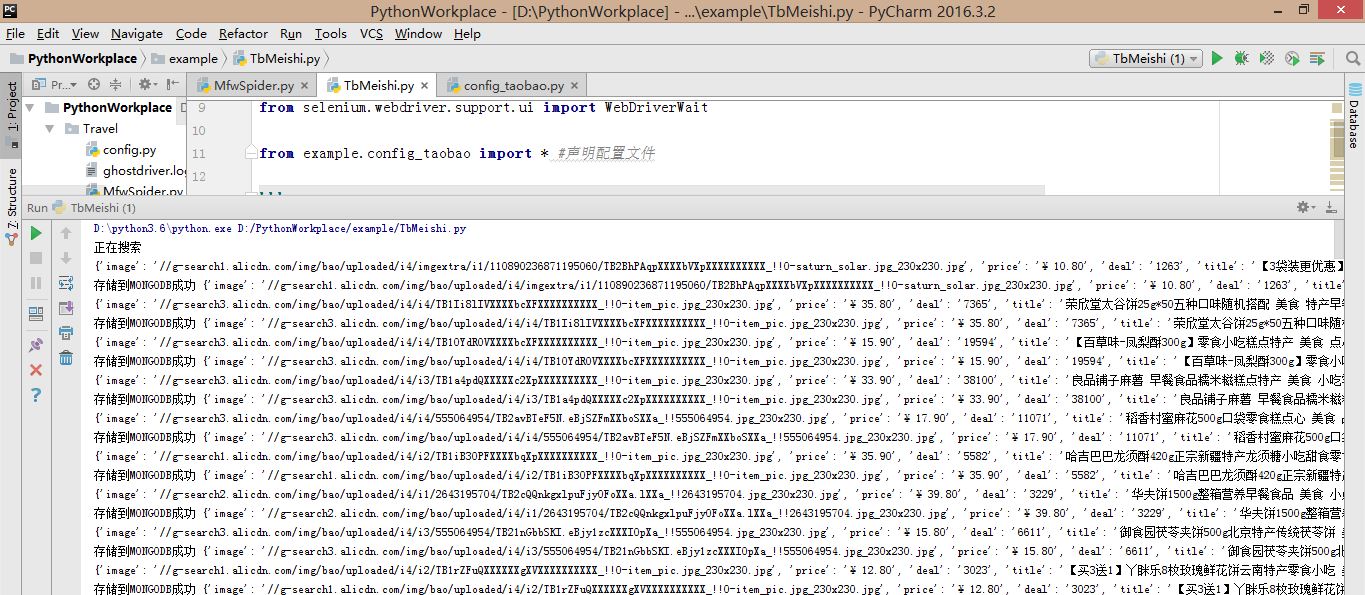 PythonWorkplace - [D:\PythonWorkplace] - ...\example\TbMeishi.py - PyCharm 2016.3.2
File Edit View Navigate Code Refactor Run Tools VCS Window Help
PythonWorkplace example TbMeishi.py TbMeishi (1)
Pr... MfwSpider.py TbMeishi.py config_taobao.py
1: Project
Z: Structure
Database
PythonWorkplace
Travel
config.py
ghostdriver.log
MfwSpider.py
9 from selenium.webdriver.support.ui import WebDriverWait
10
11 from example.config_taobao import * #声明配置文件
12
'''
Run TbMeishi (1)
D:\python3.6\python.exe D:/PythonWorkplace/example/TbMeishi.py
正在搜索
{'image': '//g-search1.alicdn.com/img/bao/uploaded/i4/imgextra/i1/110890236871195060/TB2BhPAqpXXXXbVXpXXXXXXXXXX_!!0-saturn_solar.jpg_230x230.jpg', 'price': '¥ 10.80', 'deal': '1263', 'title': '【3袋装更优惠】
存储到MONGODB成功 {'image': '//g-search1.alicdn.com/img/bao/uploaded/i4/imgextra/i1/110890236871195060/TB2BhPAqpXXXXbVXpXXXXXXXXXX_!!0-saturn_solar.jpg_230x230.jpg', 'price': '¥ 10.80', 'deal': '1263', 'title': '【
{'image': '//g-search3.alicdn.com/img/bao/uploaded/i4/i4/TB1Ii8lIVXXXXbcXFXXXXXXXXXX_!!0-item_pic.jpg_230x230.jpg', 'price': '¥ 35.80', 'deal': '7365', 'title': '荣欣堂太谷饼25g*50五种口味随机搭配 美食 特产早
存储到MONGODB成功 {'image': '//g-search3.alicdn.com/img/bao/uploaded/i4/i4/TB1Ii8lIVXXXXbcXFXXXXXXXXXX_!!0-item_pic.jpg_230x230.jpg', 'price': '¥ 35.80', 'deal': '7365', 'title': '荣欣堂太谷饼25g*50五种口味随
{'image': '//g-search3.alicdn.com/img/bao/uploaded/i4/i4/TB1OYdROVXXXXbcXFXXXXXXXXXX_!!0-item_pic.jpg_230x230.jpg', 'price': '¥ 15.90', 'deal': '19594', 'title': '【百草味-凤梨酥300g】零食小吃糕点特产 美食 点
存储到MONGODB成功 {'image': '//g-search3.alicdn.com/img/bao/uploaded/i4/i4/TB1OYdROVXXXXbcXFXXXXXXXXXX_!!0-item_pic.jpg_230x230.jpg', 'price': '¥ 15.90', 'deal': '19594', 'title': '【百草味-凤梨酥300g】零食小
{'image': '//g-search3.alicdn.com/img/bao/uploaded/i4/i3/TB1a4pdQXXXXXc2XpXXXXXXXXXX_!!0-item_pic.jpg_230x230.jpg', 'price': '¥ 33.90', 'deal': '38100', 'title': '良品铺子麻薯 早餐食品糯米糍糕点特产 美食 小吃
存储到MONGODB成功 {'image': '//g-search3.alicdn.com/img/bao/uploaded/i4/i3/TB1a4pdQXXXXXc2XpXXXXXXXXXX_!!0-item_pic.jpg_230x230.jpg', 'price': '¥ 33.90', 'deal': '38100', 'title': '良品铺子麻薯 早餐食品糯米糍
{'image': '//g-search3.alicdn.com/img/bao/uploaded/i4/i4/555064954/TB2avBTeF5N.eBjSZFmXXboSXXa_!!555064954.jpg_230x230.jpg', 'price': '¥ 17.90', 'deal': '11071', 'title': '稻香村蜜麻花500g口袋零食糕点心 美食
存储到MONGODB成功 {'image': '//g-search3.alicdn.com/img/bao/uploaded/i4/i4/555064954/TB2avBTeF5N.eBjSZFmXXboSXXa_!!555064954.jpg_230x230.jpg', 'price': '¥ 17.90', 'deal': '11071', 'title': '稻香村蜜麻花500g口
{'image': '//g-search1.alicdn.com/img/bao/uploaded/i4/i2/TB1iB3OPFXXXXbqXpXXXXXXXXXX_!!0-item_pic.jpg_230x230.jpg', 'price': '¥ 35.90', 'deal': '5582', 'title': '哈吉巴巴龙须酥420g正宗新疆特产龙须糖小吃甜食零
存储到MONGODB成功 {'image': '//g-search1.alicdn.com/img/bao/uploaded/i4/i2/TB1iB3OPFXXXXbqXpXXXXXXXXXX_!!0-item_pic.jpg_230x230.jpg', 'price': '¥ 35.90', 'deal': '5582', 'title': '哈吉巴巴龙须酥420g正宗新疆特
{'image': '//g-search2.alicdn.com/img/bao/uploaded/i4/i1/2643195704/TB2cQQnkgxlpuFjyOFoXXa.lXXa_!!2643195704.jpg_230x230.jpg', 'price': '¥ 39.80', 'deal': '3229', 'title': '华夫饼1500g整箱营养早餐食品 美食 小
存储到MONGODB成功 {'image': '//g-search2.alicdn.com/img/bao/uploaded/i4/i1/2643195704/TB2cQQnkgxlpuFjyOFoXXa.lXXa_!!2643195704.jpg_230x230.jpg', 'price': '¥ 39.80', 'deal': '3229', 'title': '华夫饼1500g整箱营
{'image': '//g-search3.alicdn.com/img/bao/uploaded/i4/i3/555064954/TB21nGbbSKI.eBjy1zcXXXIOpXa_!!555064954.jpg_230x230.jpg', 'price': '¥ 15.80', 'deal': '6611', 'title': '御食园茯苓夹饼500g北京特产传统茯苓饼
存储到MONGODB成功 {'image': '//g-search3.alicdn.com/img/bao/uploaded/i4/i3/555064954/TB21nGbbSKI.eBjy1zcXXXIOpXa_!!555064954.jpg_230x230.jpg', 'price': '¥ 15.80', 'deal': '6611', 'title': '御食园茯苓夹饼500g
{'image': '//g-search1.alicdn.com/img/bao/uploaded/i4/i2/TB1rZFuQXXXXXXgXVXXXXXXXXXX_!!0-item_pic.jpg_230x230.jpg', 'price': '¥ 12.80', 'deal': '3023', 'title': '【买3送1】丫眯乐8枚玫瑰鲜花饼云南特产零食小吃
存储到MONGODB成功 {'image': '//g-search1.alicdn.com/img/bao/uploaded/i4/i2/TB1rZFuQXXXXXXgXVXXXXXXXXXX_!!0-item_pic.jpg_230x230.jpg', 'price': '¥ 12.80', 'deal': '3023', 'title': '【买3送1】丫眯乐8枚玫瑰鲜花饼